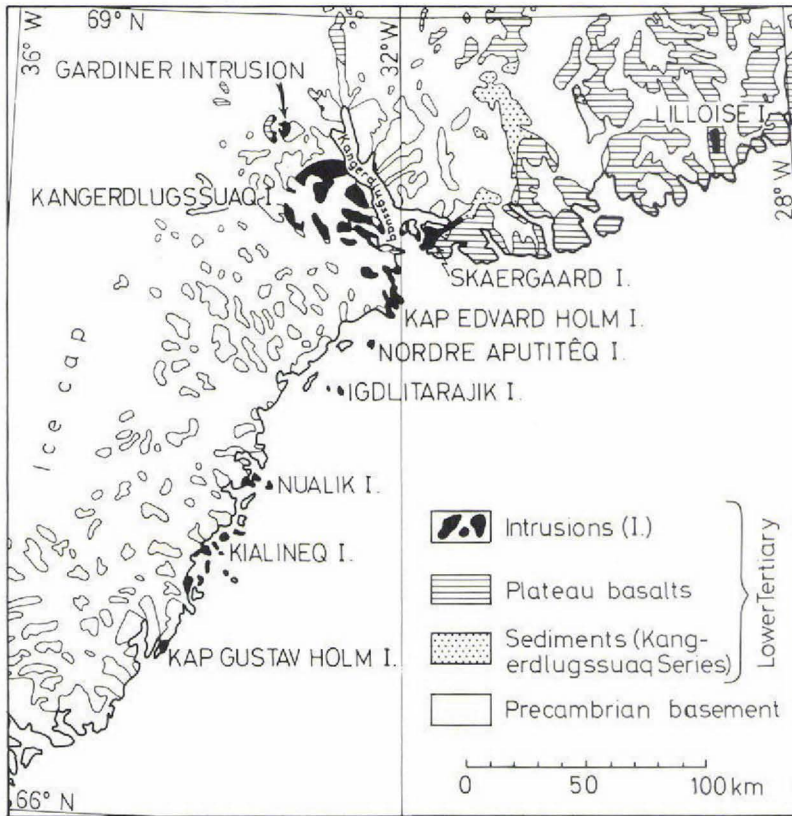 69° N
36° W
32° W
GARDINER INTRUSION
LILLOISE I.
Kangerdlugssuaq
KANGERDLUGSSUAQ I.
28° W
SKAERGAARD I.
KAP EDVARD HOLM I.
NORDRE APUTITÊQ I.
IGDLITARAJIK I.
Ice cap
NUALIK I.
KIALINEQ I.
KAP GUSTAV HOLM I.
66° N
Intrusions (I.)
Plateau basalts
Sediments (Kang-
erdlugssuaq Series)
Lower Tertiary
Precambrian basement
0 50 100 km